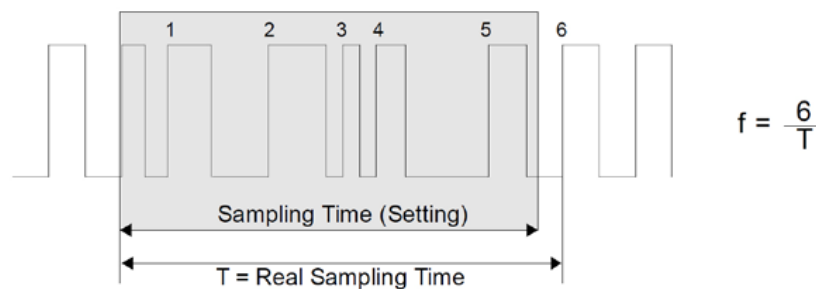 1 2 3 4 5 6
f = 6
T
Sampling Time (Setting)
T = Real Sampling Time